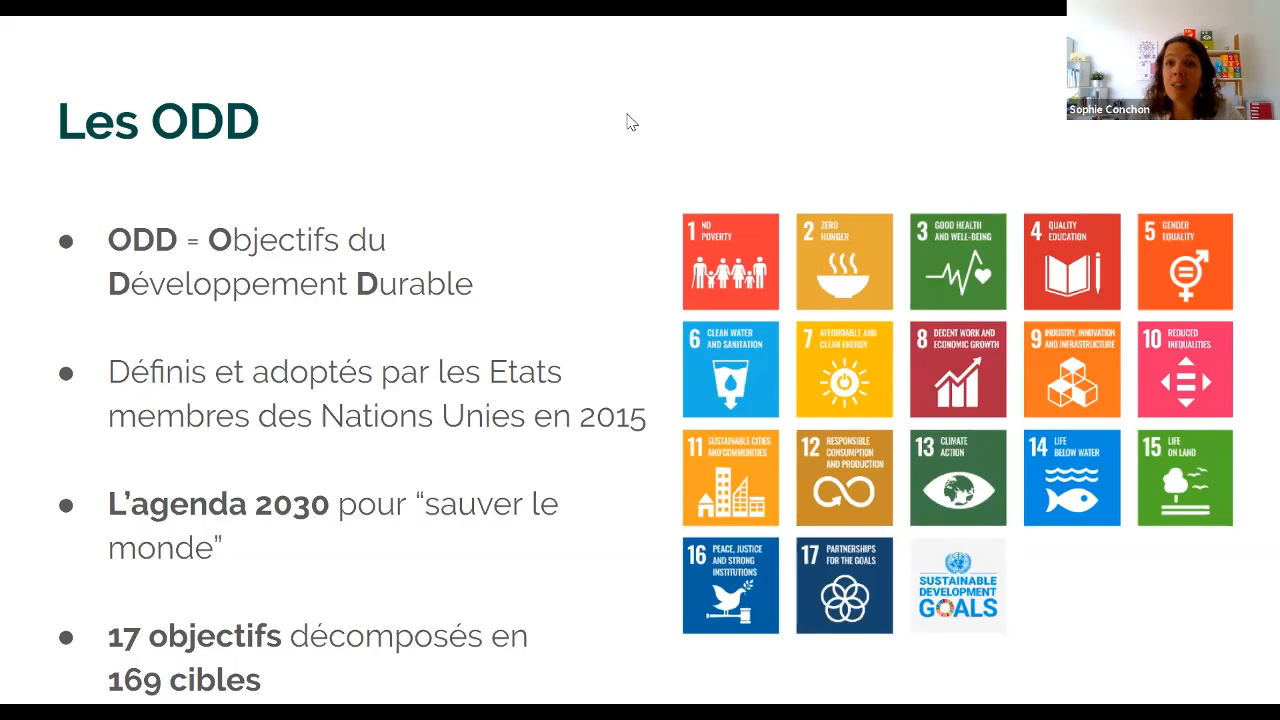 Sophie Conchon
Les ODD
● ODD = Objectifs du
Développement Durable
● Définis et adoptés par les Etats
membres des Nations Unies en 2015
● L’agenda 2030 pour “sauver le
monde”
● 17 objectifs décomposés en
169 cibles
1 NO
POVERTY
2 ZERO
HUNGER
3 GOOD HEALTH
AND WELL-BEING
4 QUALITY
EDUCATION
5 GENDER
EQUALITY
6 CLEAN WATER
AND SANITATION
7 AFFORDABLE AND
CLEAN ENERGY
8 DECENT WORK AND
ECONOMIC GROWTH
9 INDUSTRY, INNOVATION
AND INFRASTRUCTURE
10 REDUCED
INEQUALITIES
11 SUSTAINABLE CITIES
AND COMMUNITIES
12 RESPONSIBLE
CONSUMPTION
AND PRODUCTION
13 CLIMATE
ACTION
14 LIFE
BELOW WATER
15 LIFE
ON LAND
16 PEACE, JUSTICE
AND STRONG
INSTITUTIONS
17 PARTNERSHIPS
FOR THE GOALS
SUSTAINABLE
DEVELOPMENT
GOALS